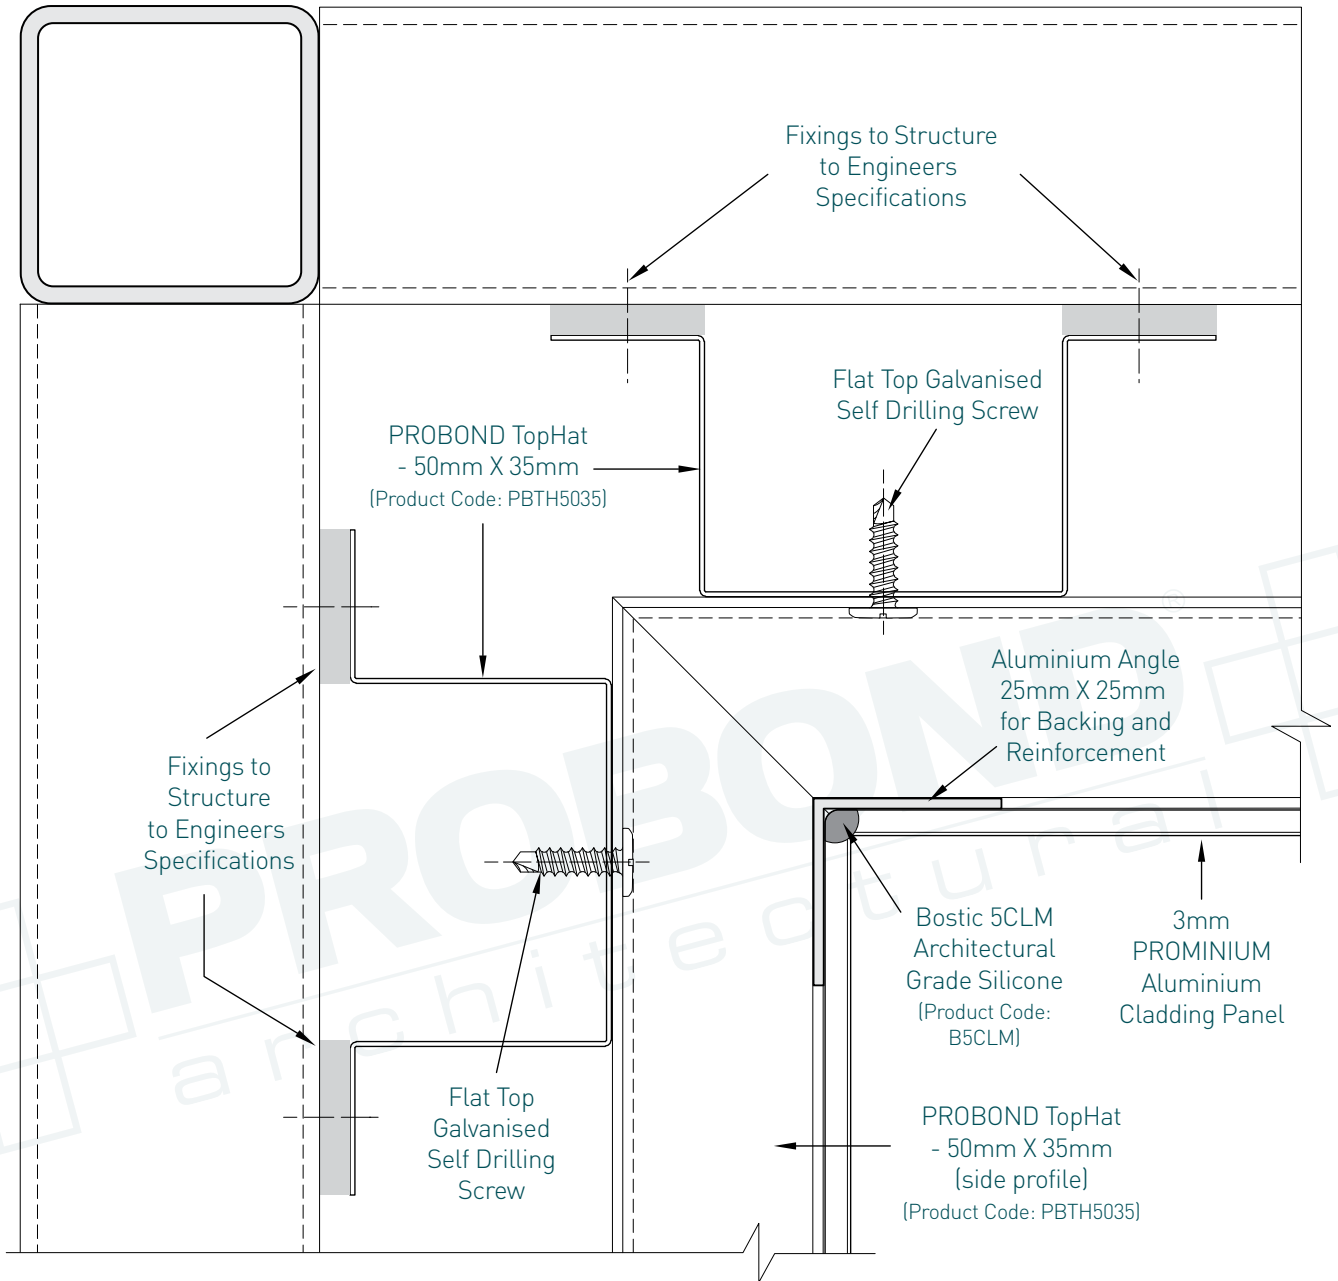 Fixings to Structure
to Engineers
Specifications
Flat Top Galvanised
Self Drilling Screw
PROBOND TopHat
- 50mm X 35mm
(Product Code: PBTH5035)
Aluminium Angle
25mm X 25mm
for Backing and
Reinforcement
Fixings to
Structure
to Engineers
Specifications
Bostic 5CLM
Architectural
Grade Silicone
(Product Code:
B5CLM)
3mm
PROMINIUM
Aluminium
Cladding Panel
Flat Top
Galvanised
Self Drilling
Screw
PROBOND TopHat
- 50mm X 35mm
(side profile)
(Product Code: PBTH5035)
PROBOND®
architectural